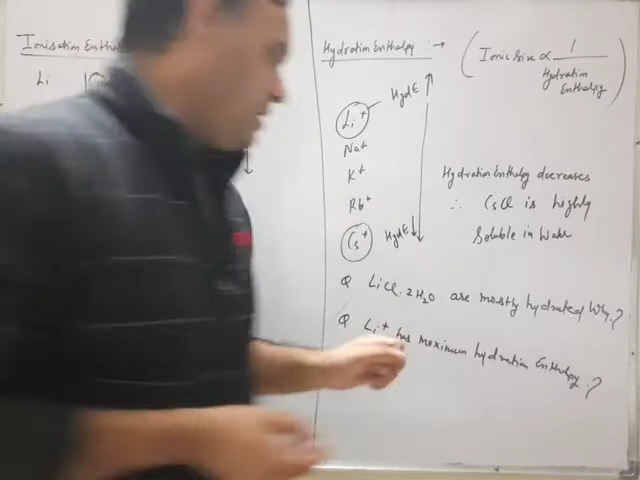 Ionisation Enth
Li
Hydration Enthalpy :→ (Ionic Size ∝ 1 / Hydration Enthalpy)
Li+ Hyd E ↑
Na+
K+
Rb+
Cs+ Hyd E ↓
Hydration Enthalpy decreases
∴ CsCl is highly
Soluble in Water
Q LiCl.2H2O are mostly hydrated Why.?
Q Li+ has maximum hydration Enthalpy.?